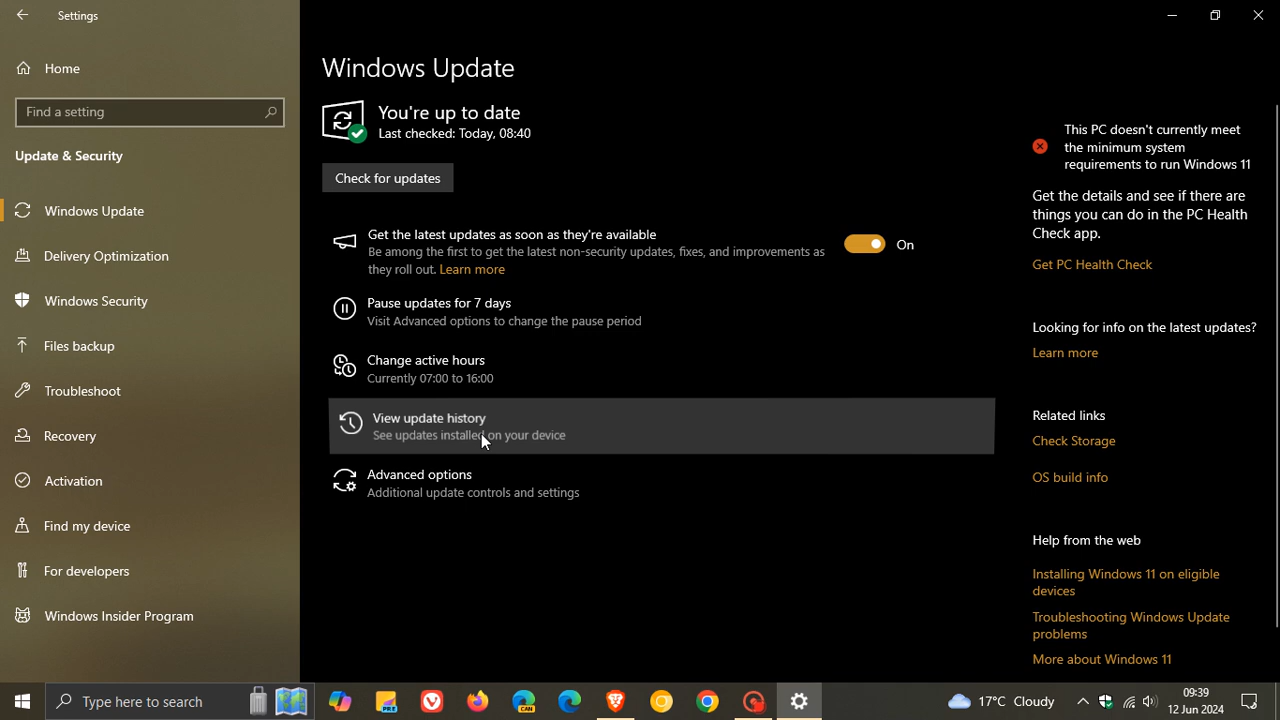 Settings
Home
Find a setting
Update & Security
Windows Update
Delivery Optimization
Windows Security
Files backup
Troubleshoot
Recovery
Activation
Find my device
For developers
Windows Insider Program
Windows Update
You're up to date
Last checked: Today, 08:40
Check for updates
Get the latest updates as soon as they're available
Be among the first to get the latest non-security updates, fixes, and improvements as
they roll out. Learn more
On
Pause updates for 7 days
Visit Advanced options to change the pause period
Change active hours
Currently 07:00 to 16:00
View update history
See updates installed on your device
Advanced options
Additional update controls and settings
This PC doesn't currently meet
the minimum system
requirements to run Windows 11
Get the details and see if there are
things you can do in the PC Health
Check app.
Get PC Health Check
Looking for info on the latest updates?
Learn more
Related links
Check Storage
OS build info
Help from the web
Installing Windows 11 on eligible
devices
Troubleshooting Windows Update
problems
More about Windows 11
Type here to search
PRE
CAN
17°C Cloudy
09:39
12 Jun 2024